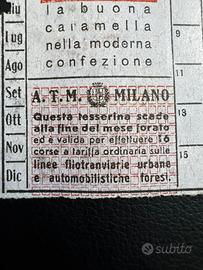 la buona
caramella
nella moderna
confezione
Lug
Ago
Set
Ott
Nov
Dic
9
11
13
15
A. T. M. MILANO
Questa tesserina scade
alla fine del mese forato
ed è valida per effettuare 16
corse a tariffa ordinaria sulle
linee filotranviarie urbane
e automobilistiche foresi.
subito